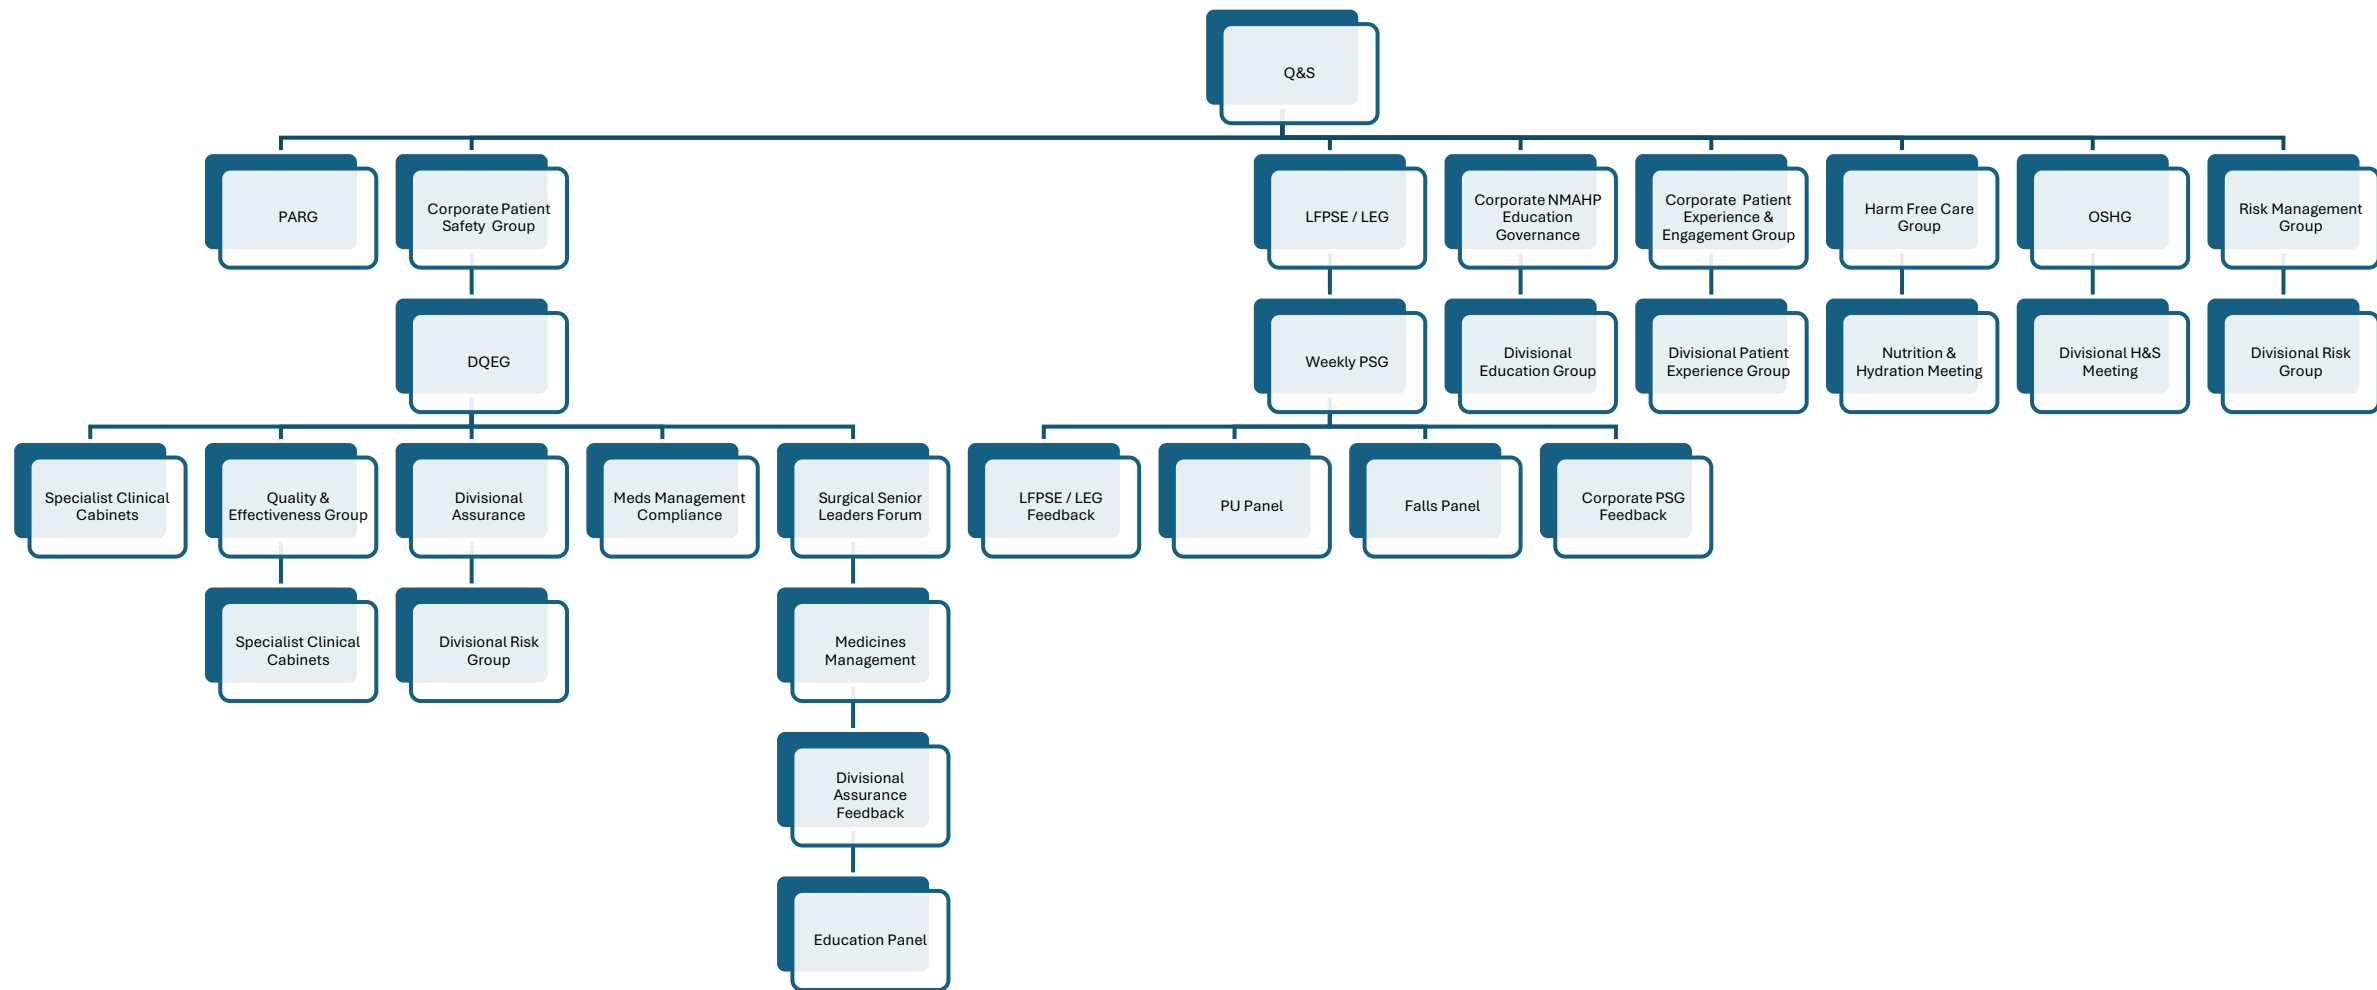 Q&S
PARG
Corporate Patient
Safety Group
LFPSE / LEG
Corporate NMAHP
Education
Governance
Corporate Patient
Experience &
Engagement Group
Harm Free Care
Group
OSHG
Risk Management
Group
DQEG
Weekly PSG
Divisional
Education Group
Divisional Patient
Experience Group
Nutrition &
Hydration Meeting
Divisional H&S
Meeting
Divisional Risk
Group
Specialist Clinical
Cabinets
Quality &
Effectiveness Group
Divisional
Assurance
Meds Management
Compliance
Surgical Senior
Leaders Forum
LFPSE / LEG
Feedback
PU Panel
Falls Panel
Corporate PSG
Feedback
Specialist Clinical
Cabinets
Divisional Risk
Group
Medicines
Management
Divisional
Assurance
Feedback
Education Panel